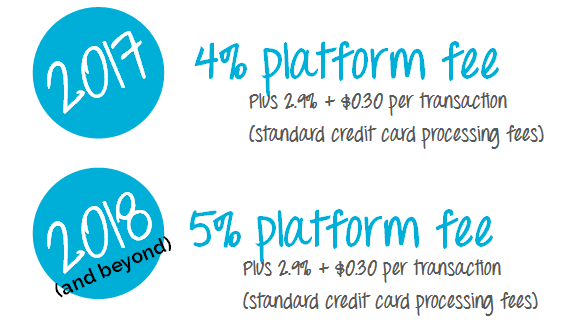 2017
4% platform fee
Plus 2.9% + $0.30 per transaction
(standard credit card processing fees)
2018
(and beyond)
5% platform fee
Plus 2.9% + $0.30 per transaction
(standard credit card processing fees)